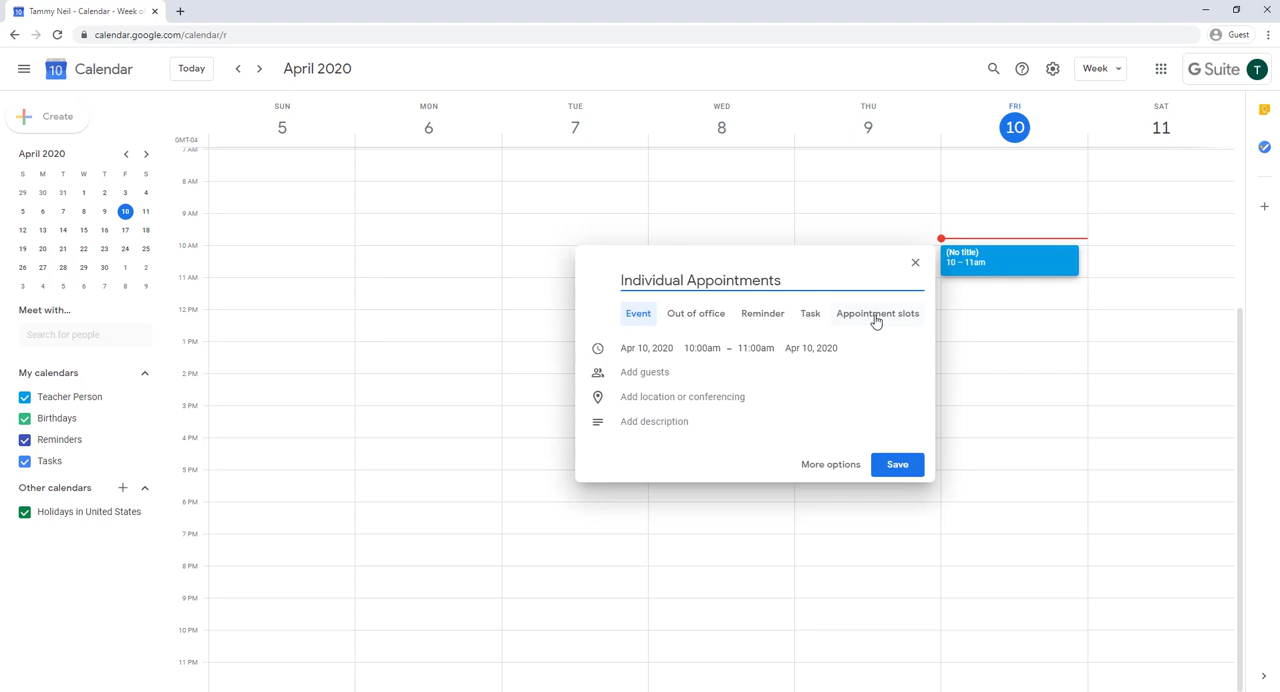 Tammy Neil - Calendar - Week o
calendar.google.com/calendar/r
Guest
10
Calendar
Today
April 2020
Week
G Suite
T
Create
SUN MON TUE WED THU FRI SAT
5 6 7 8 9 10 11
GMT-04
7 AM
8 AM
9 AM
10 AM
11 AM
12 PM
1 PM
2 PM
3 PM
4 PM
5 PM
6 PM
7 PM
8 PM
9 PM
10 PM
11 PM
April 2020
S M T W T F S
29 30 31 1 2 3 4
5 6 7 8 9 10 11
12 13 14 15 16 17 18
19 20 21 22 23 24 25
26 27 28 29 30 1 2
3 4 5 6 7 8 9
Meet with...
Search for people
My calendars
Teacher Person
Birthdays
Reminders
Tasks
Other calendars
Holidays in United States
(No title)
10 – 11am
Individual Appointments
Event Out of office Reminder Task Appointment slots
Apr 10, 2020 10:00am – 11:00am Apr 10, 2020
Add guests
Add location or conferencing
Add description
More options
Save